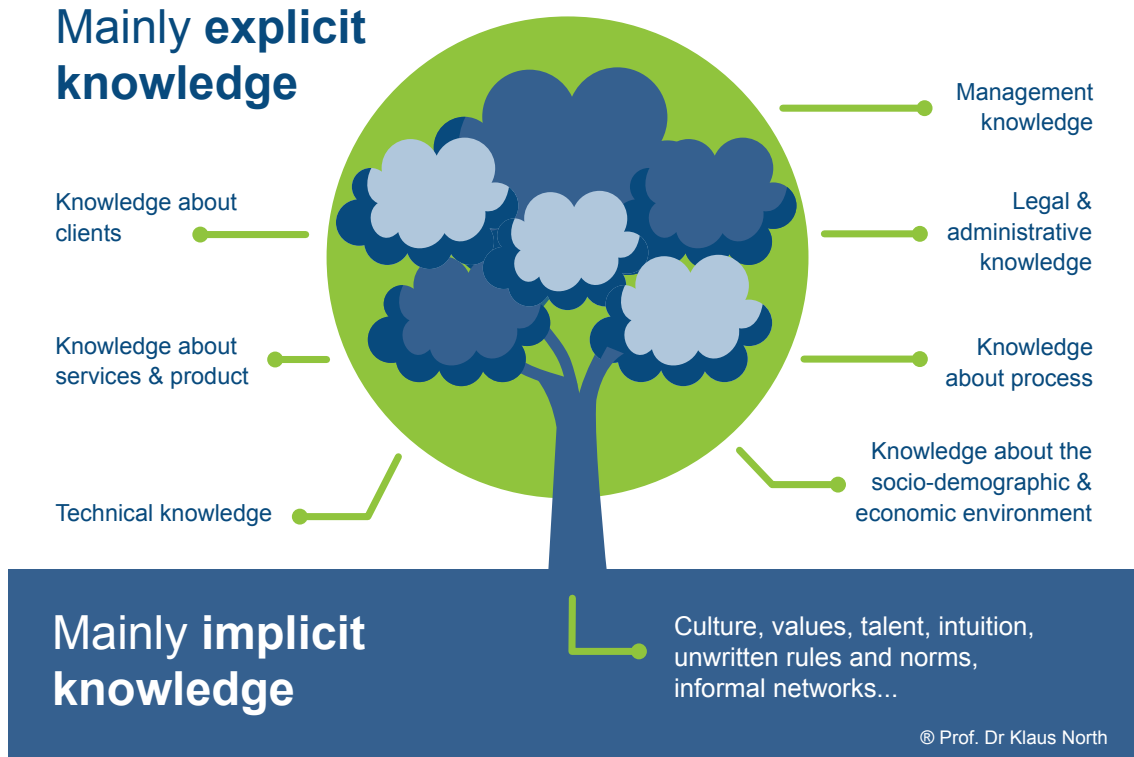 Mainly explicit
knowledge
Knowledge about
clients
Knowledge about
services & product
Technical knowledge
Management
knowledge
Legal &
administrative
knowledge
Knowledge
about process
Knowledge about the
socio-demographic &
economic environment
Mainly implicit
knowledge
Culture, values, talent, intuition,
unwritten rules and norms,
informal networks...
® Prof. Dr Klaus North